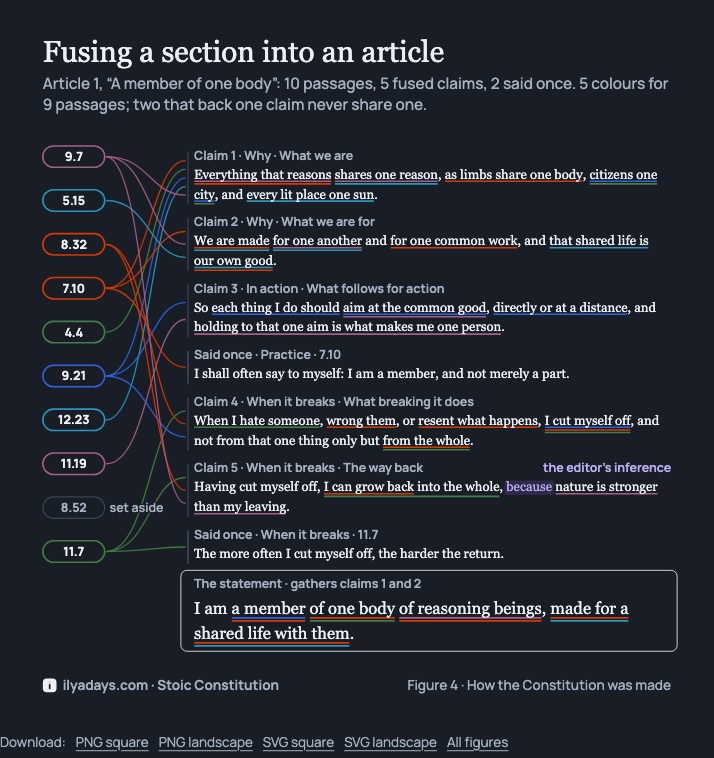 Fusing a section into an article
Article 1, “A member of one body”: 10 passages, 5 fused claims, 2 said once. 5 colours for
9 passages; two that back one claim never share one.
9.7
5.15
8.32
7.10
4.4
9.21
12.23
11.19
8.52 set aside
11.7
Claim 1 · Why · What we are
Everything that reasons shares one reason, as limbs share one body, citizens one
city, and every lit place one sun.
Claim 2 · Why · What we are for
We are made for one another and for one common work, and that shared life is
our own good.
Claim 3 · In action · What follows for action
So each thing I do should aim at the common good, directly or at a distance, and
holding to that one aim is what makes me one person.
Said once · Practice · 7.10
I shall often say to myself: I am a member, and not merely a part.
Claim 4 · When it breaks · What breaking it does
When I hate someone, wrong them, or resent what happens, I cut myself off, and
not from that one thing only but from the whole.
Claim 5 · When it breaks · The way back the editor’s inference
Having cut myself off, I can grow back into the whole, because nature is stronger
than my leaving.
Said once · When it breaks · 11.7
The more often I cut myself off, the harder the return.
The statement · gathers claims 1 and 2
I am a member of one body of reasoning beings, made for a
shared life with them.
i ilyadays.com · Stoic Constitution
Figure 4 · How the Constitution was made
Download: PNG square PNG landscape SVG square SVG landscape All figures